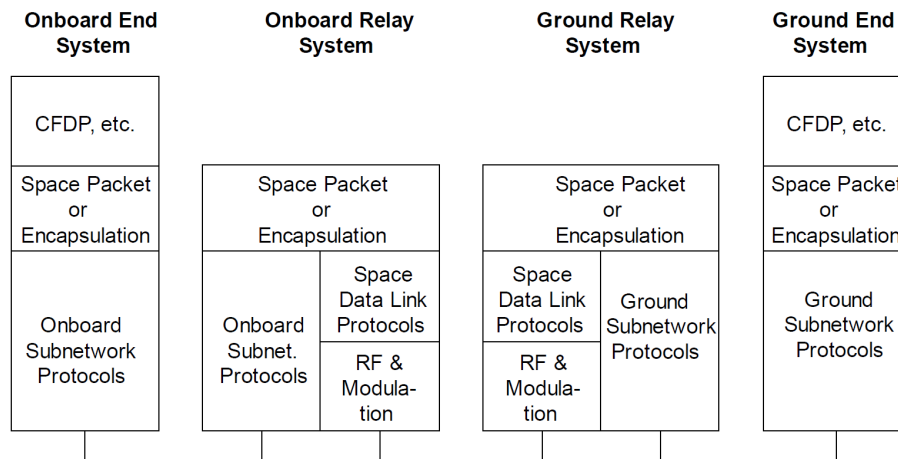 Onboard End
System
Onboard Relay
System
Ground Relay
System
Ground End
System
CFDP, etc.
Space Packet
or
Encapsulation
Onboard
Subnetwork
Protocols
Space Packet
or
Encapsulation
Onboard
Subnet.
Protocols
Space
Data Link
Protocols
RF &
Modula-
tion
Space Packet
or
Encapsulation
Space
Data Link
Protocols
RF &
Modula-
tion
Ground
Subnetwork
Protocols
CFDP, etc.
Space Packet
or
Encapsulation
Ground
Subnetwork
Protocols